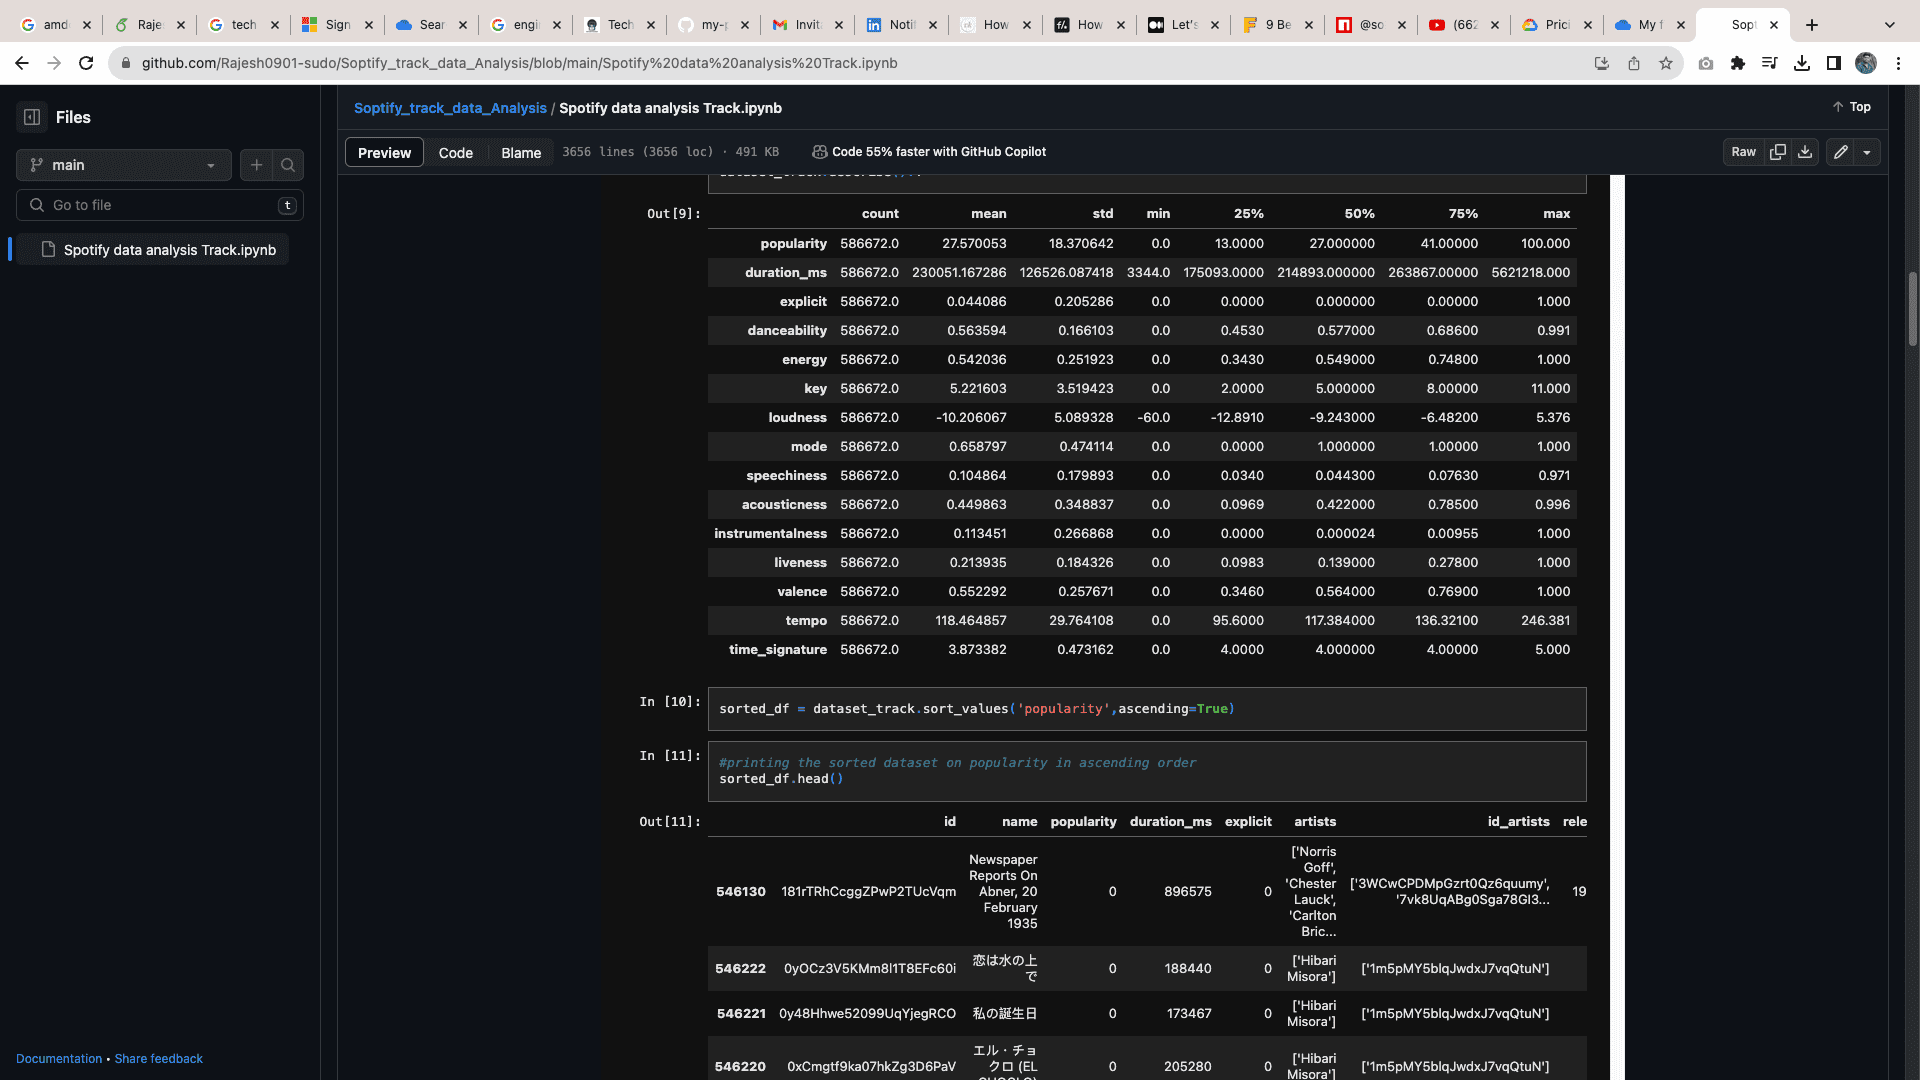 amd Raje tech Sign Sear engi Tech my-p Invit Notif How How Let's 9 Be @so (662 Prici My f Sopt
github.com/Rajesh0901-sudo/Soptify_track_data_Analysis/blob/main/Spotify%20data%20analysis%20Track.ipynb
Files
main
Go to file t
Spotify data analysis Track.ipynb
Documentation • Share feedback
Soptify_track_data_Analysis / Spotify data analysis Track.ipynb
Top
Preview Code Blame 3656 lines (3656 loc) · 491 KB Code 55% faster with GitHub Copilot Raw
Out[9]: count mean std min 25% 50% 75% max
popularity 586672.0 27.570053 18.370642 0.0 13.0000 27.000000 41.00000 100.000
duration_ms 586672.0 230051.167286 126526.087418 3344.0 175093.0000 214893.000000 263867.00000 5621218.000
explicit 586672.0 0.044086 0.205286 0.0 0.0000 0.000000 0.00000 1.000
danceability 586672.0 0.563594 0.166103 0.0 0.4530 0.577000 0.68600 0.991
energy 586672.0 0.542036 0.251923 0.0 0.3430 0.549000 0.74800 1.000
key 586672.0 5.221603 3.519423 0.0 2.0000 5.000000 8.00000 11.000
loudness 586672.0 -10.206067 5.089328 -60.0 -12.8910 -9.243000 -6.48200 5.376
mode 586672.0 0.658797 0.474114 0.0 0.0000 1.000000 1.00000 1.000
speechiness 586672.0 0.104864 0.179893 0.0 0.0340 0.044300 0.07630 0.971
acousticness 586672.0 0.449863 0.348837 0.0 0.0969 0.422000 0.78500 0.996
instrumentalness 586672.0 0.113451 0.266868 0.0 0.0000 0.000024 0.00955 1.000
liveness 586672.0 0.213935 0.184326 0.0 0.0983 0.139000 0.27800 1.000
valence 586672.0 0.552292 0.257671 0.0 0.3460 0.564000 0.76900 1.000
tempo 586672.0 118.464857 29.764108 0.0 95.6000 117.384000 136.32100 246.381
time_signature 586672.0 3.873382 0.473162 0.0 4.0000 4.000000 4.00000 5.000
In [10]: sorted_df = dataset_track.sort_values('popularity',ascending=True)
In [11]: #printing the sorted dataset on popularity in ascending order
sorted_df.head()
Out[11]: id name popularity duration_ms explicit artists id_artists rele
546130 181rTRhCcggZPwP2TUcVqm Newspaper Reports On Abner, 20 February 1935 0 896575 0 ['Norris Goff', 'Chester Lauck', 'Carlton Bric... ['3WCwCPDMpGzrt0Qz6quumy', '7vk8UqABg0Sga78GI3... 19
546222 0yOCz3V5KMm8l1T8EFc60i 恋は水の上で 0 188440 0 ['Hibari Misora'] ['1m5pMY5blqJwdxJ7vqQtuN']
546221 0y48Hhwe52099UqYjegRCO 私の誕生日 0 173467 0 ['Hibari Misora'] ['1m5pMY5blqJwdxJ7vqQtuN']
546220 0xCmgtf9ka07hkZg3D6PaV エル・チョクロ (EL 0 205280 0 ['Hibari Misora'] ['1m5pMY5blqJwdxJ7vqQtuN']